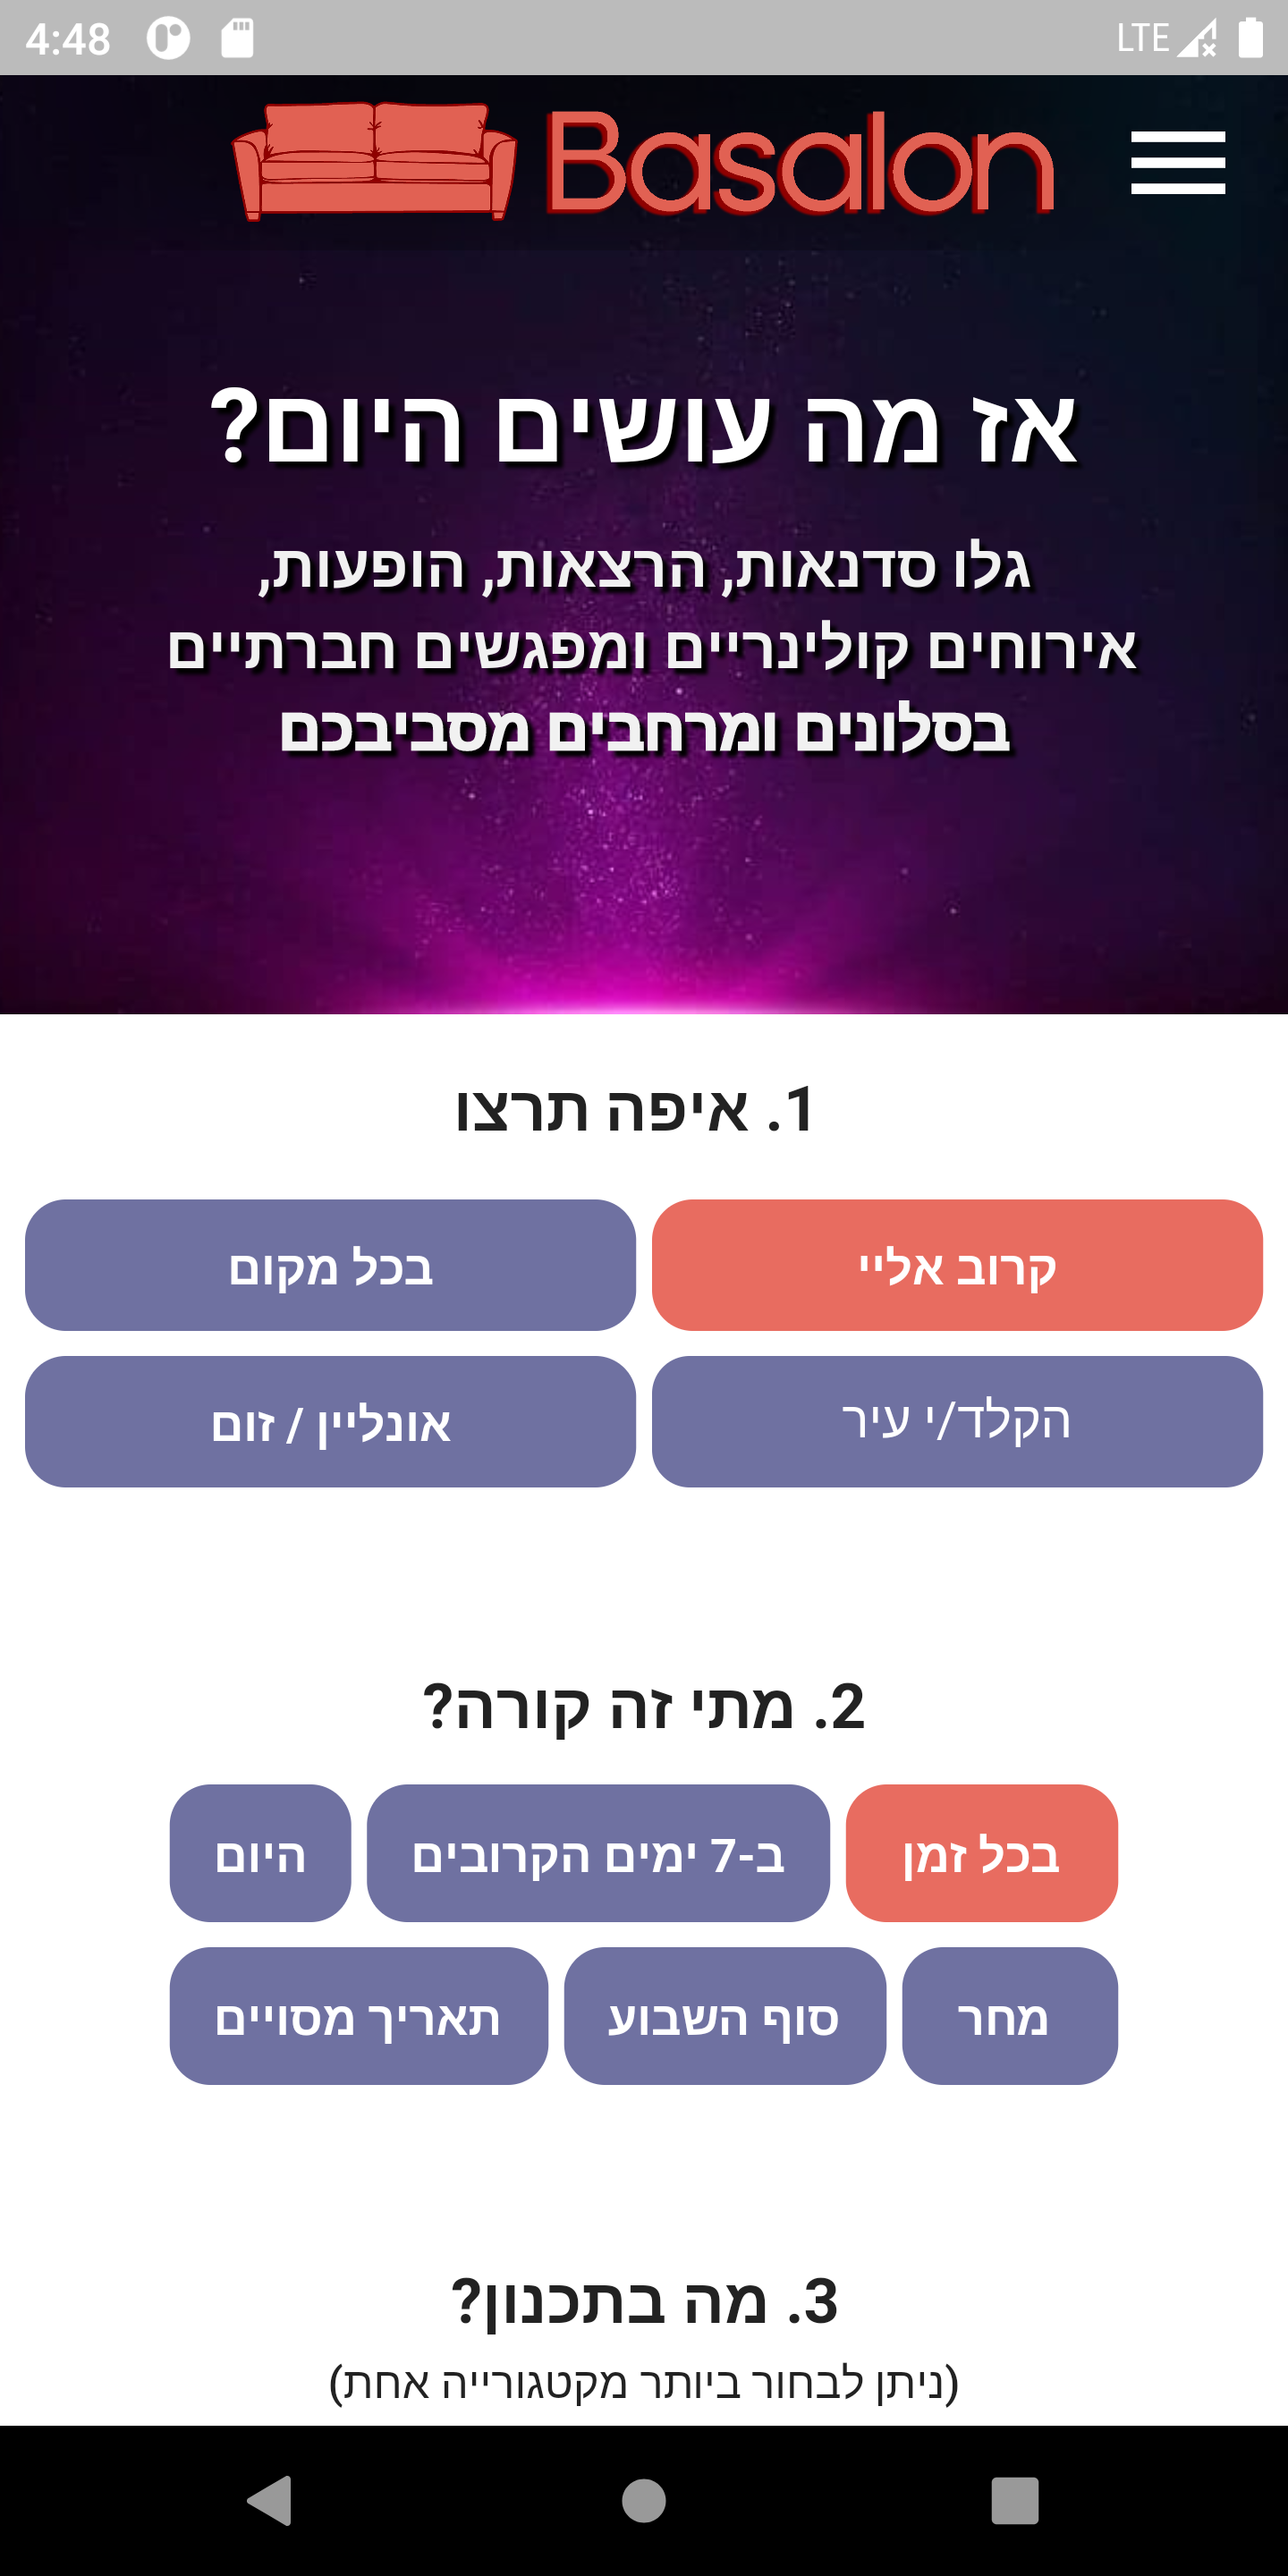 4:48
LTE
Basalon
אז מה עושים היום?
גלו סדנאות, הרצאות, הופעות,
אירוחים קולינריים ומפגשים חברתיים
בסלונים ומרחבים מסביבכם
1. איפה תרצו
קרוב אליי
בכל מקום
הקלד/י עיר
אונליין / זום
2. מתי זה קורה?
בכל זמן
ב-7 ימים הקרובים
היום
מחר
סוף השבוע
תאריך מסויים
3. מה בתכנון?
(ניתן לבחור ביותר מקטגורייה אחת)